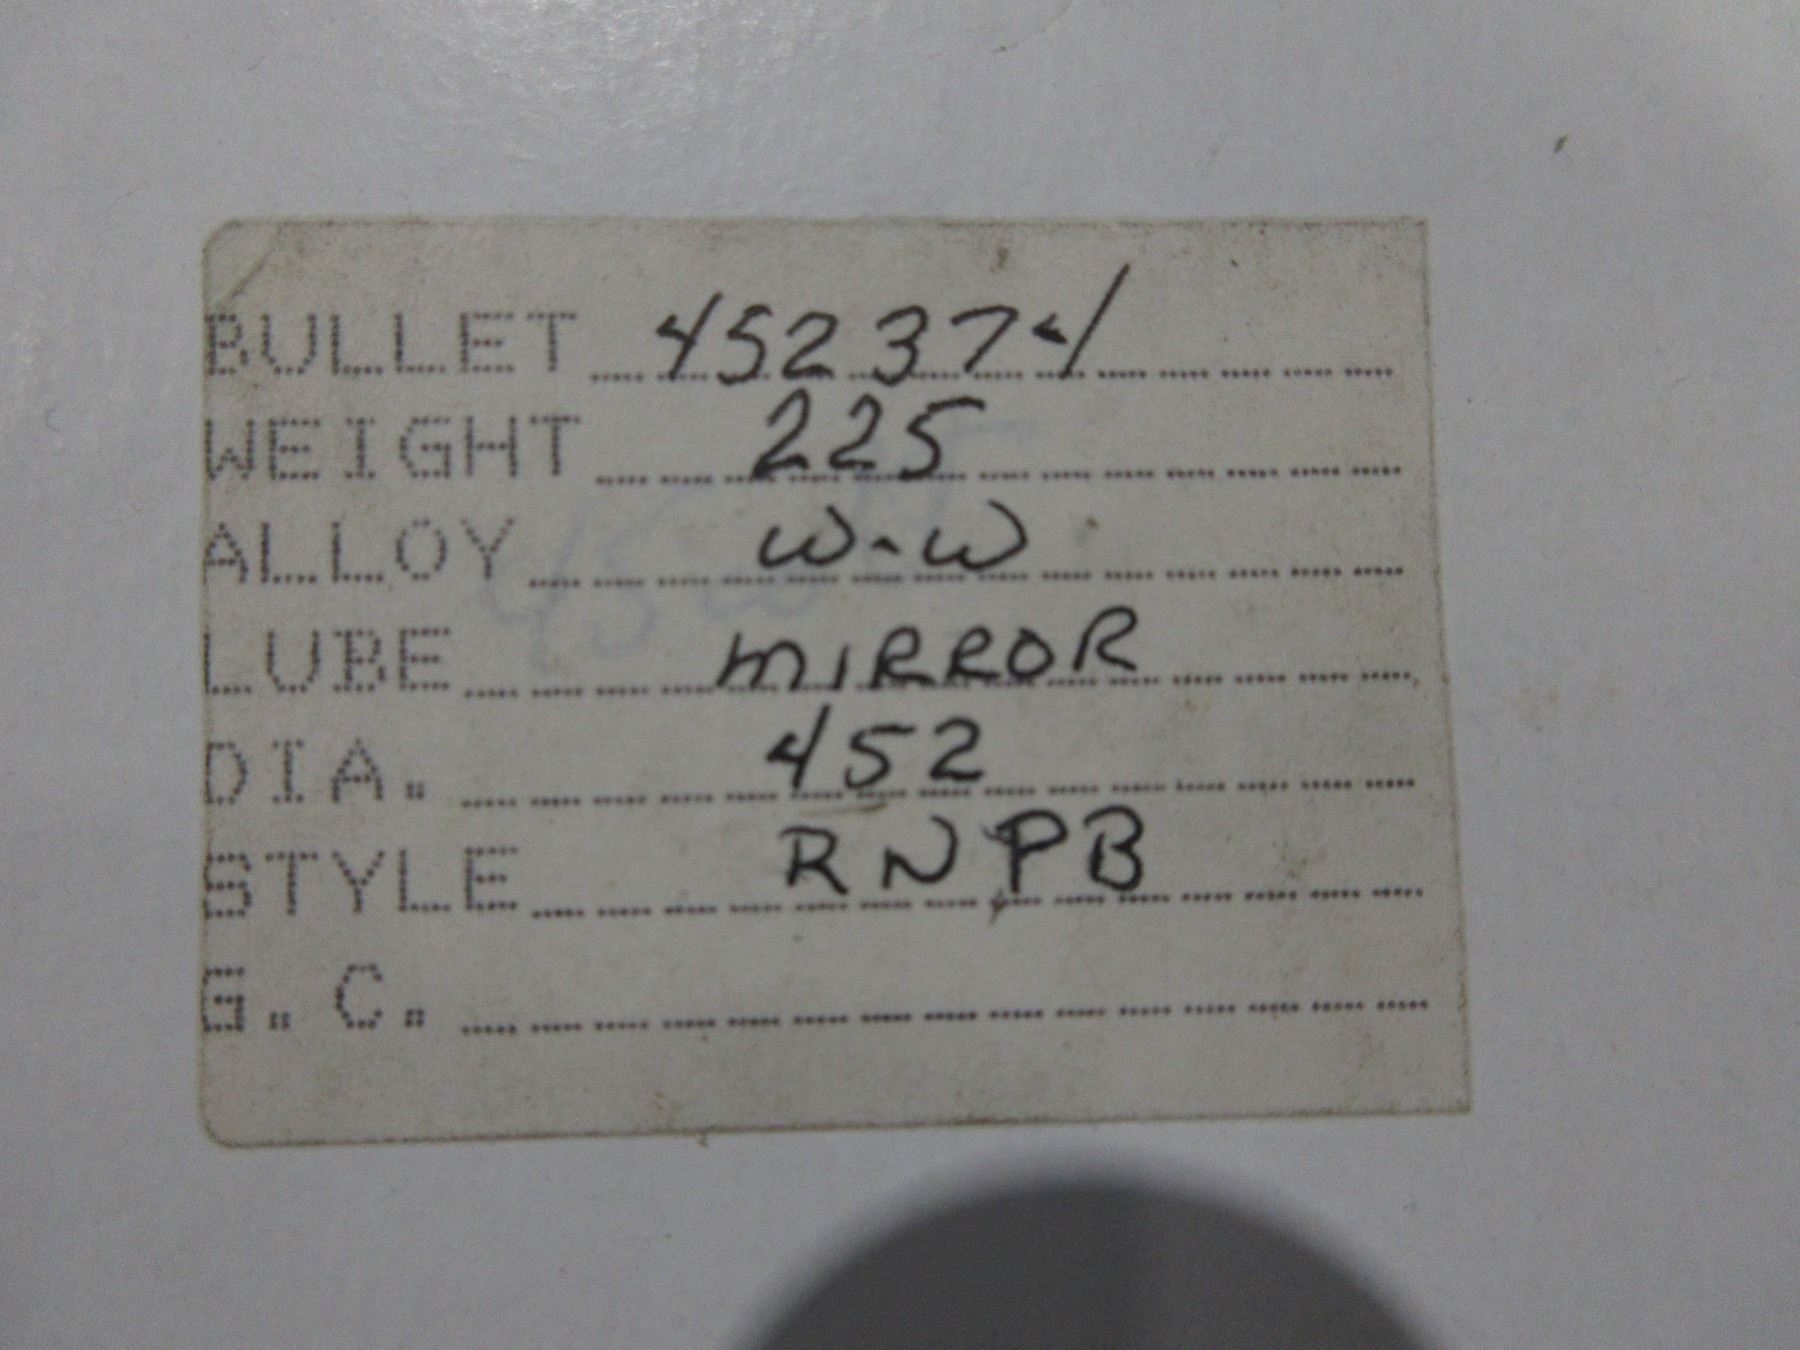 BULLET 452374
WEIGHT 225
ALLOY W-W
LUBE MIRROR
DIA. 452
STYLE RNPB
G.C.